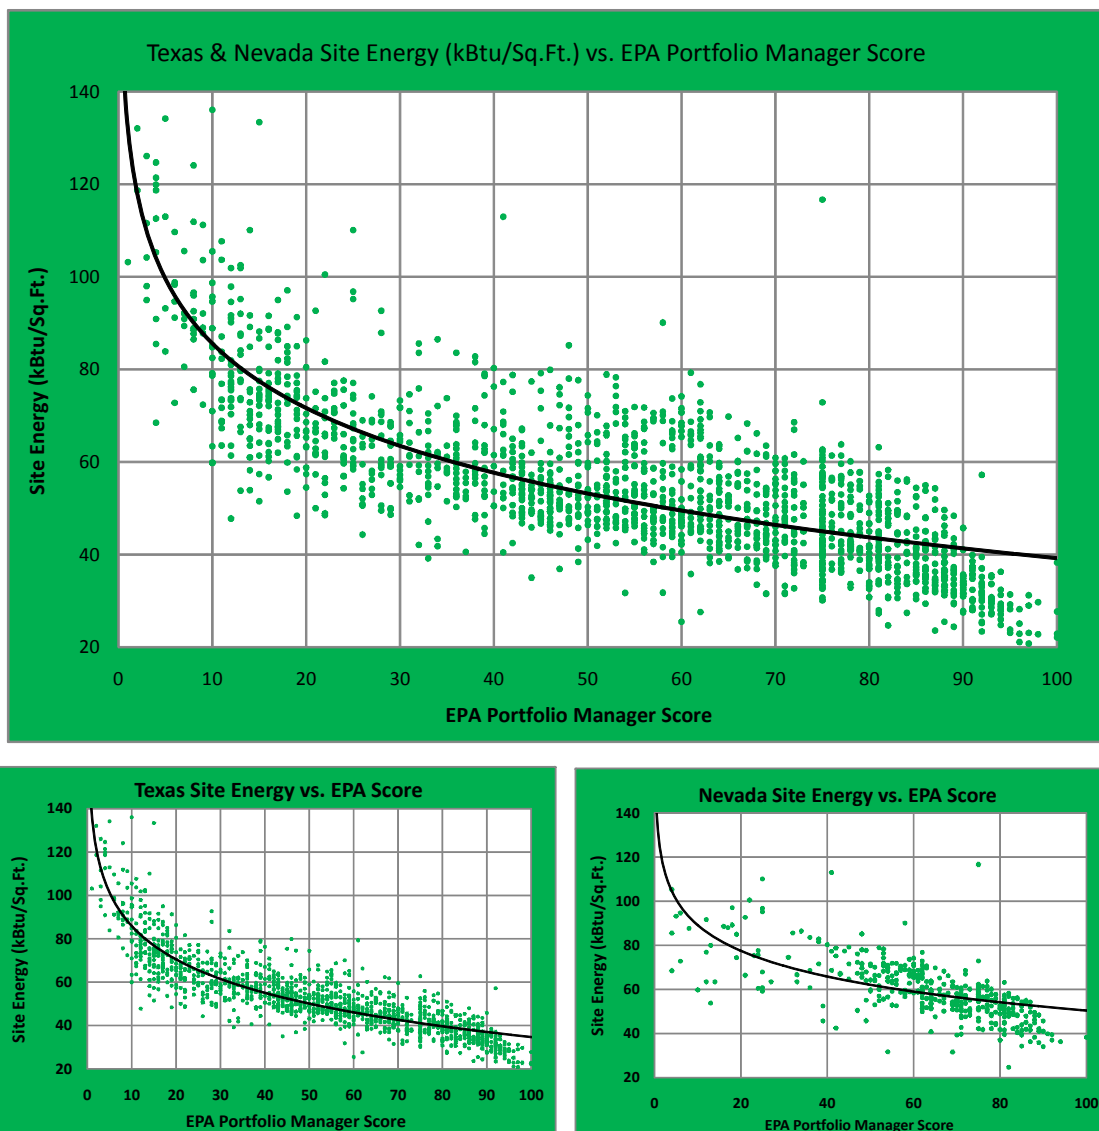 Texas & Nevada Site Energy (kBtu/Sq.Ft.) vs. EPA Portfolio Manager Score
140
120
100
80
60
40
20
Site Energy (kBtu/Sq.Ft.)
0 10 20 30 40 50 60 70 80 90 100
EPA Portfolio Manager Score
Texas Site Energy vs. EPA Score
140
120
100
80
60
40
20
Site Energy (kBtu/Sq.Ft.)
0 10 20 30 40 50 60 70 80 90 100
EPA Portfolio Manager Score
Nevada Site Energy vs. EPA Score
140
120
100
80
60
40
20
Site Energy (kBtu/Sq.Ft.)
0 20 40 60 80 100
EPA Portfolio Manager Score